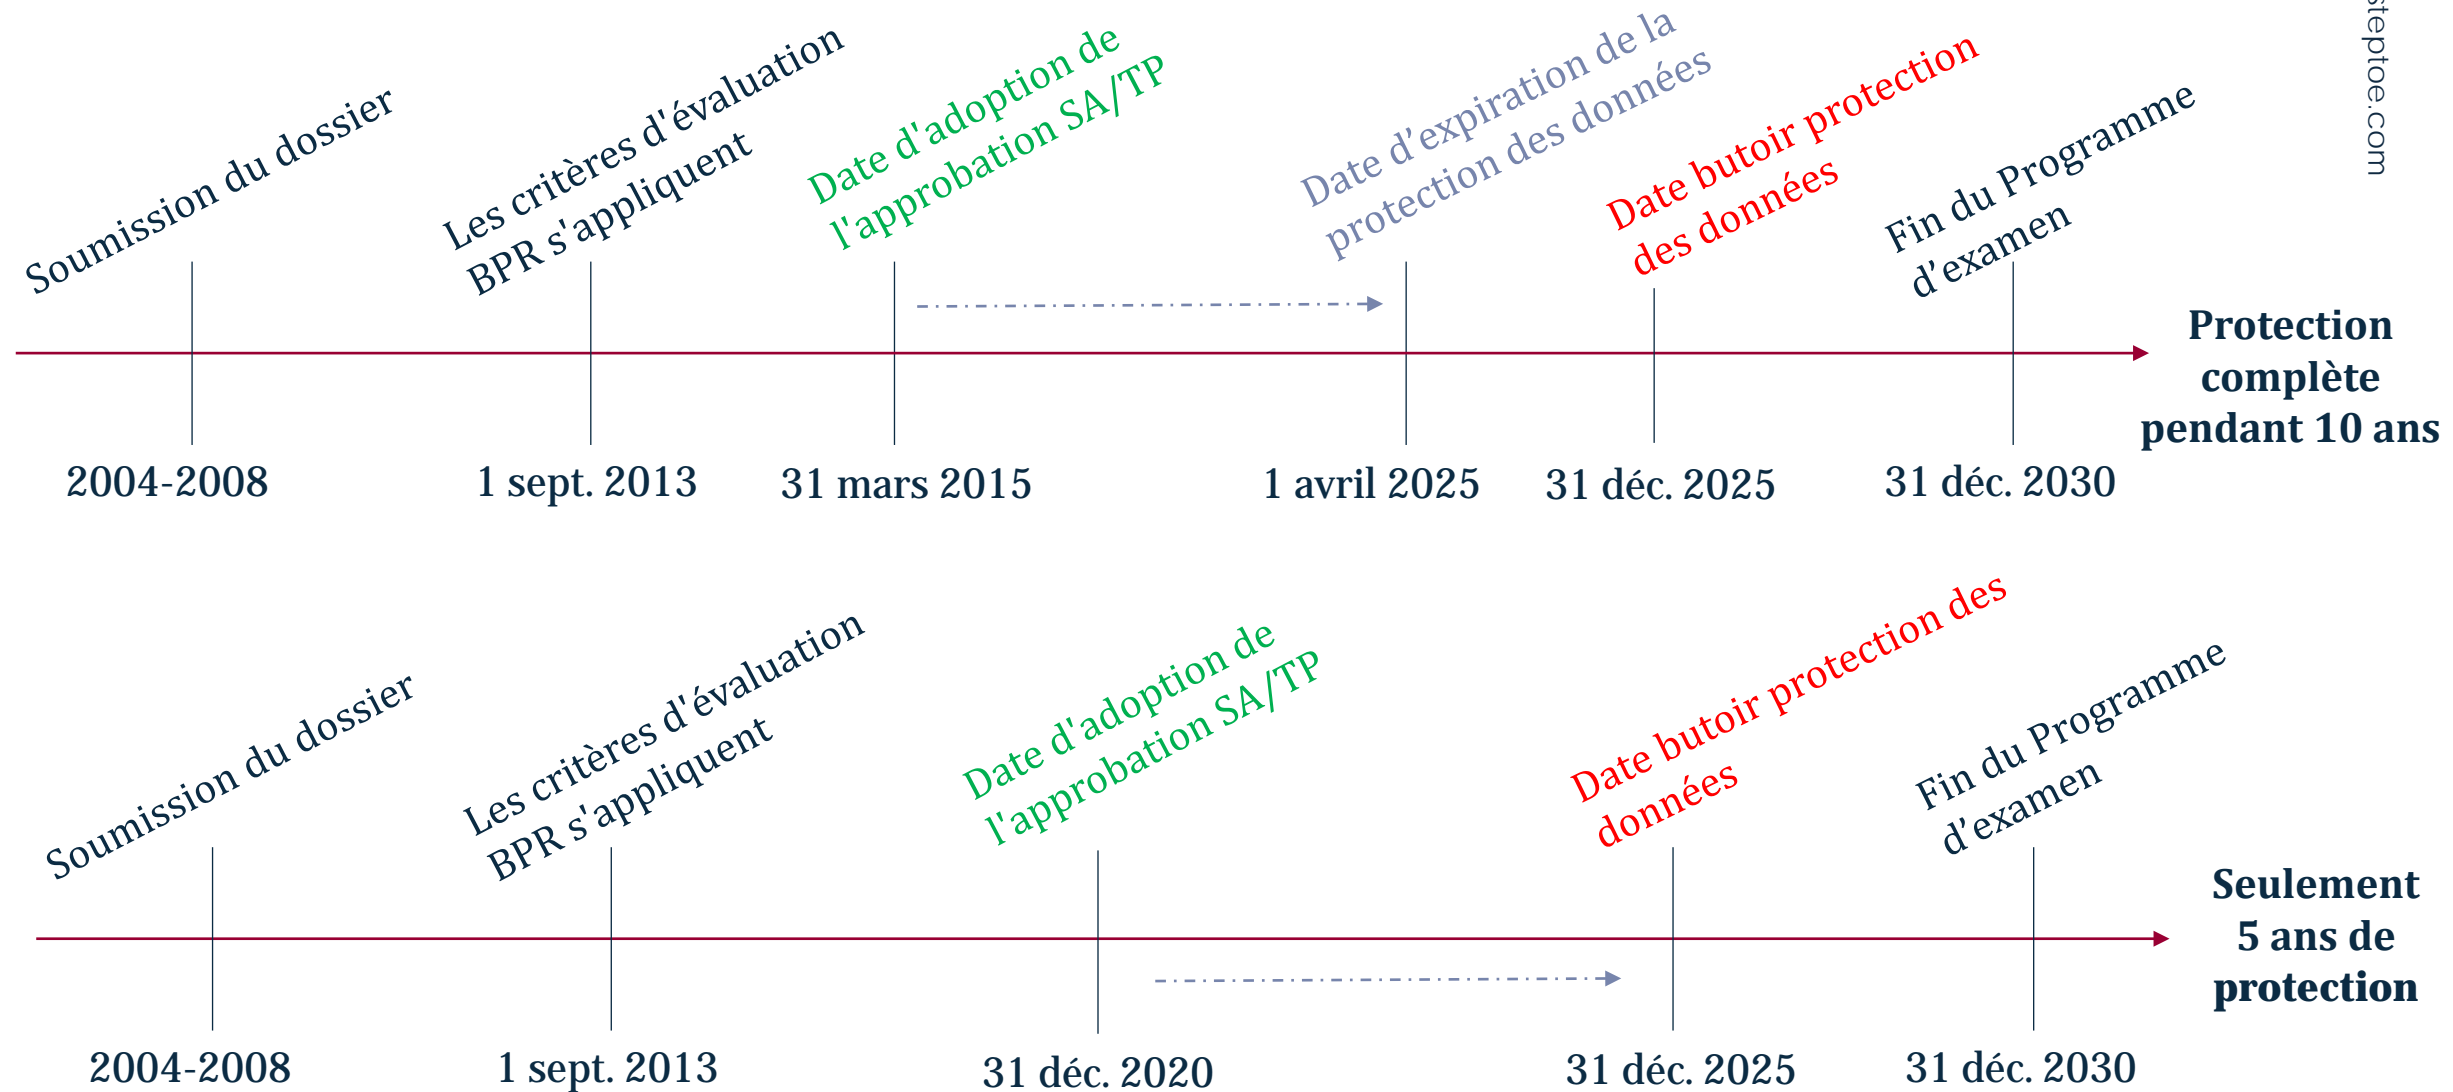 steptoe.com
Soumission du dossier
Les critères d'évaluation
BPR s'appliquent
Date d'adoption de
l'approbation SA/TP
Date d’expiration de la
protection des données
Date butoir protection
des données
Fin du Programme
d’examen
Protection
complète
pendant 10 ans
2004-2008
1 sept. 2013
31 mars 2015
1 avril 2025
31 déc. 2025
31 déc. 2030
Soumission du dossier
Les critères d'évaluation
BPR s'appliquent
Date d'adoption de
l'approbation SA/TP
Date butoir protection des
données
Fin du Programme
d’examen
Seulement
5 ans de
protection
2004-2008
1 sept. 2013
31 déc. 2020
31 déc. 2025
31 déc. 2030